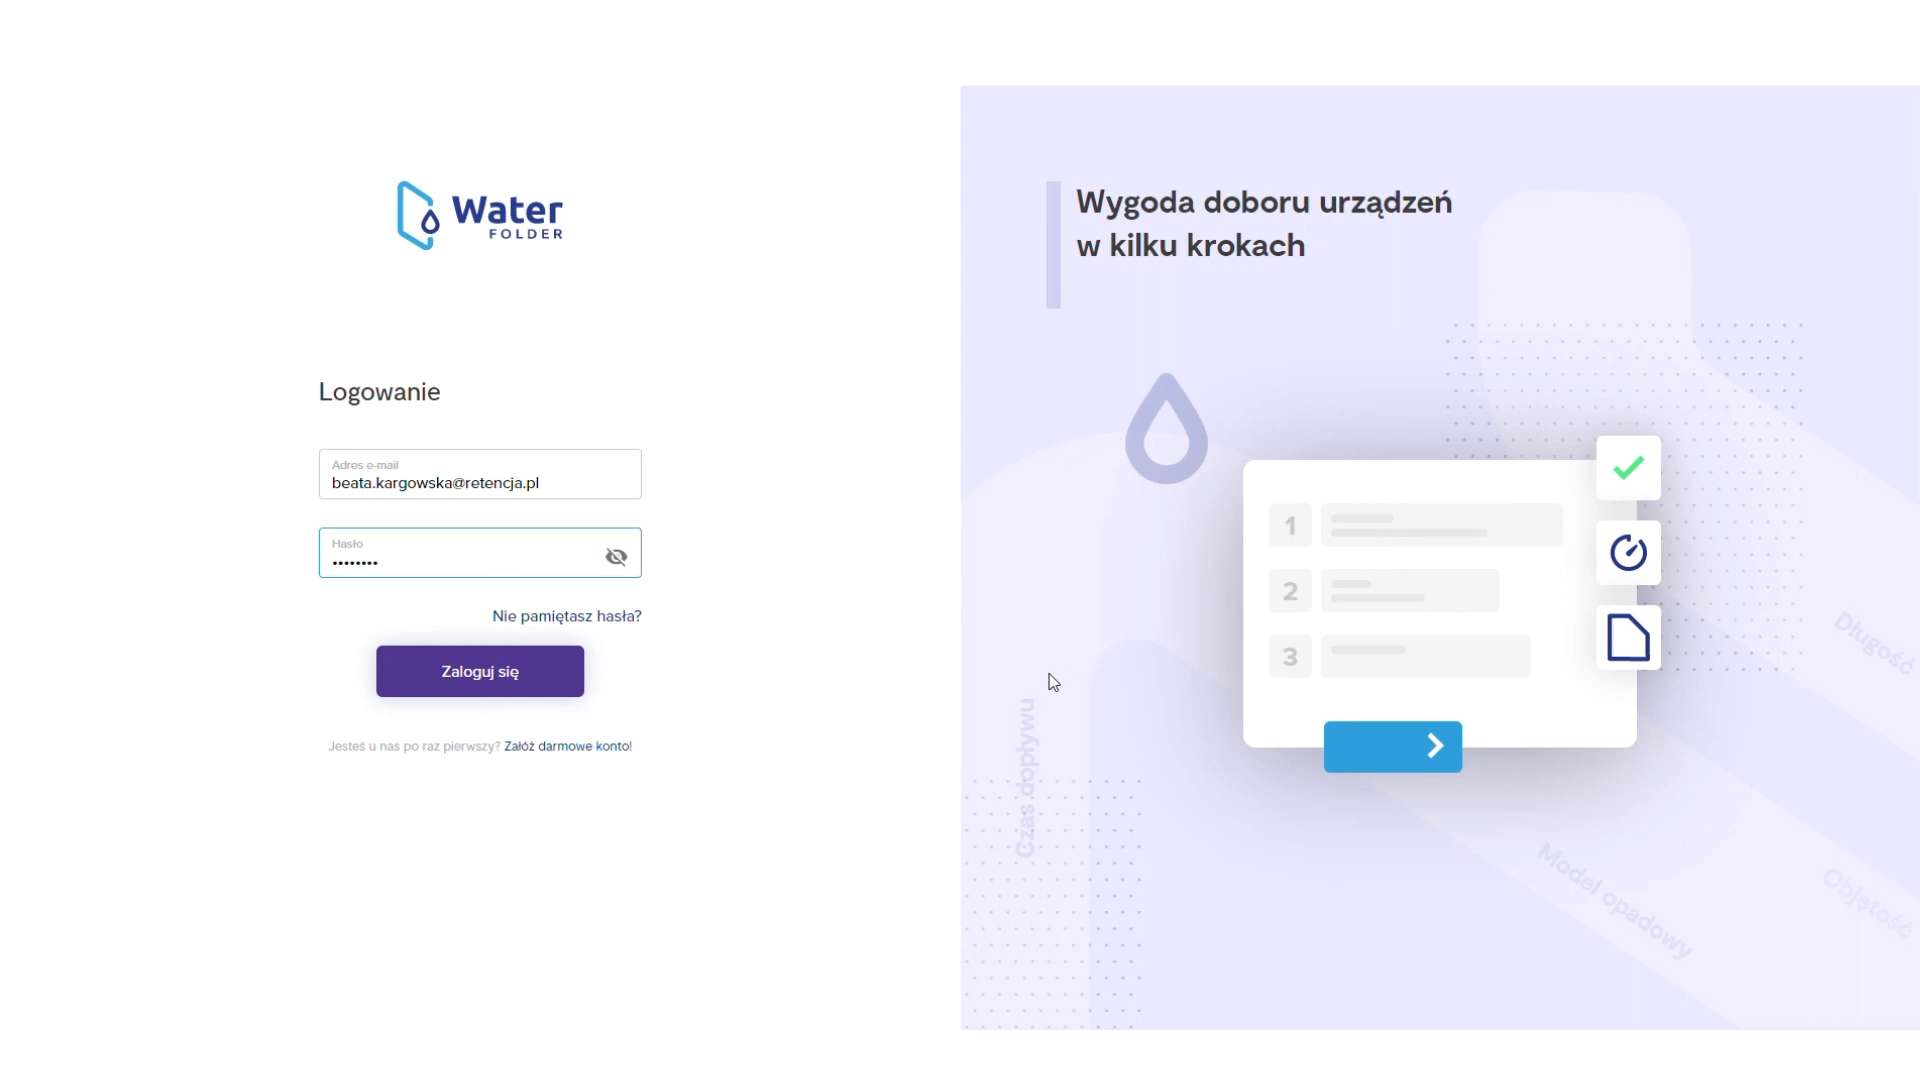 Water
FOLDER
Logowanie
Adres e-mail
beata.kargowska@retencja.pl
Hasło
••••••••
Nie pamiętasz hasła?
Zaloguj się
Jesteś u nas po raz pierwszy? Załóż darmowe konto!
Wygoda doboru urządzeń
w kilku krokach
1
2
3
Czas dopływu
Długość
Model opadowy
Objętość